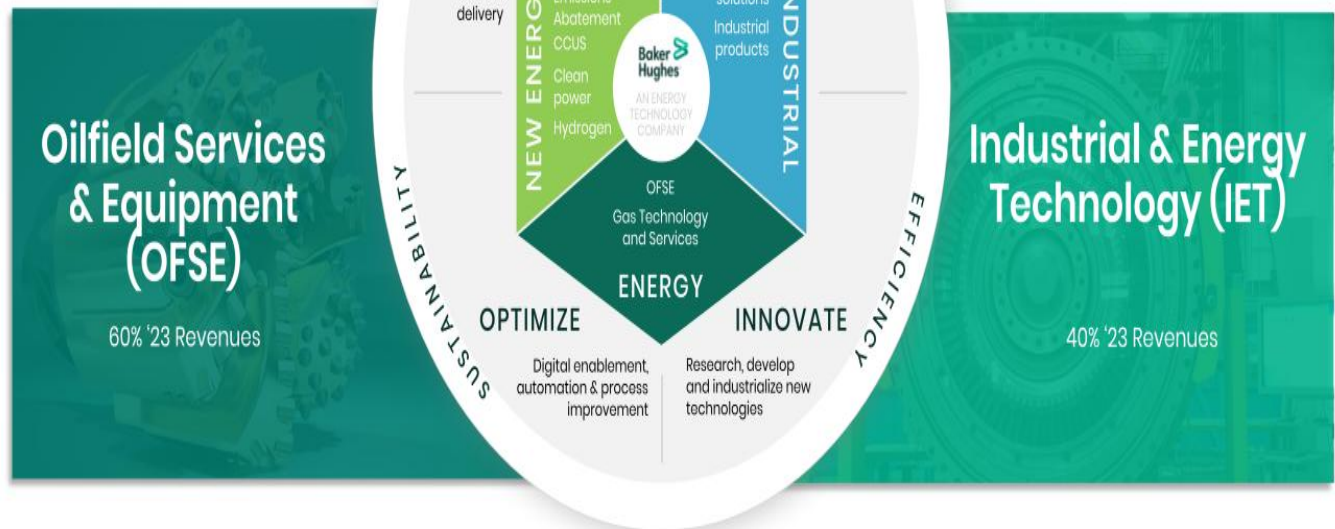 delivery
NEW ENERG
Emissions
Abatement
CCUS
Clean
power
Hydrogen
Baker
Hughes
AN ENERGY
TECHNOLOGY
COMPANY
solutions
Industrial
products
NDUSTRIAL
Oilfield Services
& Equipment
(OFSE)
60% '23 Revenues
SUSTAINABILITY
OFSE
Gas Technology
and Services
ENERGY
OPTIMIZE
Digital enablement,
automation & process
improvement
INNOVATE
Research, develop
and industrialize new
technologies
EFFICIENCY
Industrial & Energy
Technology (IET)
40% '23 Revenues